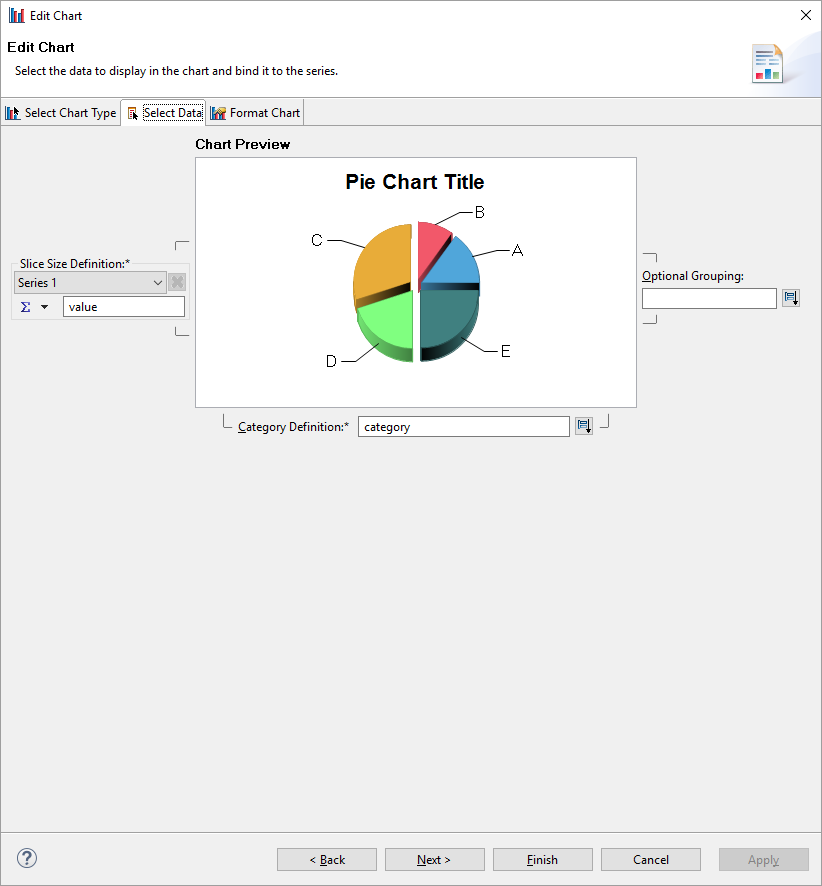 Edit Chart
Edit Chart
Select the data to display in the chart and bind it to the series.
Select Chart Type
Select Data
Format Chart
Chart Preview
Pie Chart Title
B
C
A
D
E
Slice Size Definition:*
Series 1
Σ
value
Optional Grouping:
Category Definition:*
category
?
< Back
Next >
Finish
Cancel
Apply